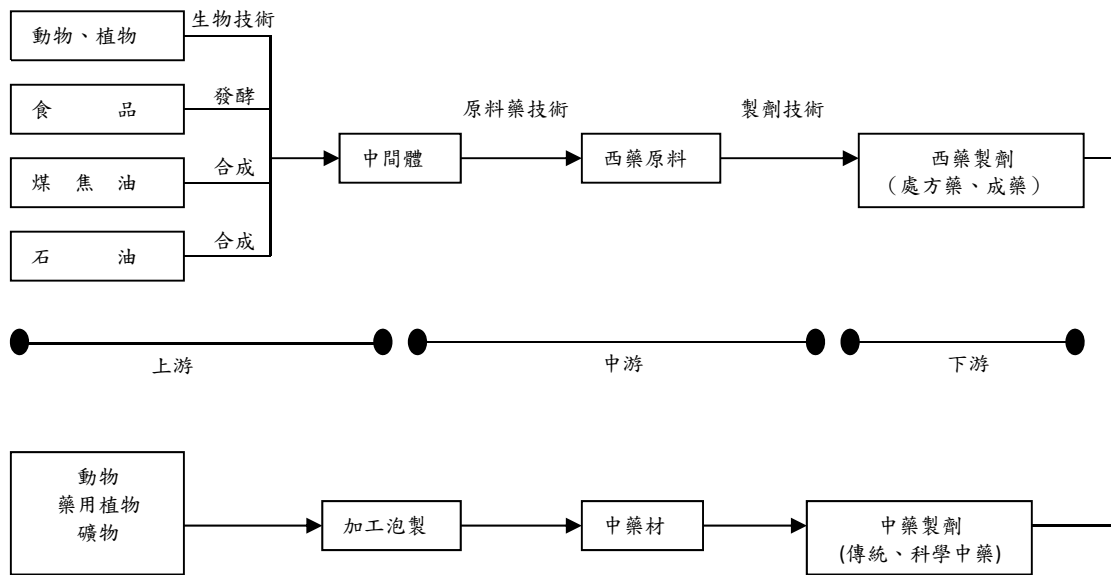 生物技術
動物、植物
發酵
食品
原料藥技術
製劑技術
合成
中間體
西藥原料
西藥製劑
（處方藥、成藥）
煤焦油
合成
石油
上游
中游
下游
動物
藥用植物
礦物
加工泡製
中藥材
中藥製劑
(傳統、科學中藥)